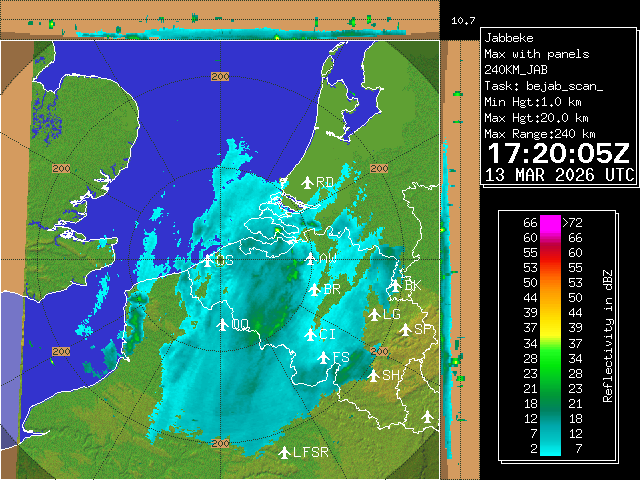 10.7
Jabbeke
Max with panels
240KM_JAB
Task: bejab_scan_
Min Hgt:1.0 km
Max Hgt:20.0 km
Max Range:240 km
17:20:05Z
13 MAR 2026 UTC
200
200
200
RD
OS
AW
BR
BK
LG
QQ
CI
SP
FS
200
200
SH
200
LFSR
66 >72
60 66
55 60
53 55
50 53
44 50
39 44
37 39
34 37
28 34
23 28
21 23
18 21
12 18
7 12
2 7
Reflectivity in dBZ